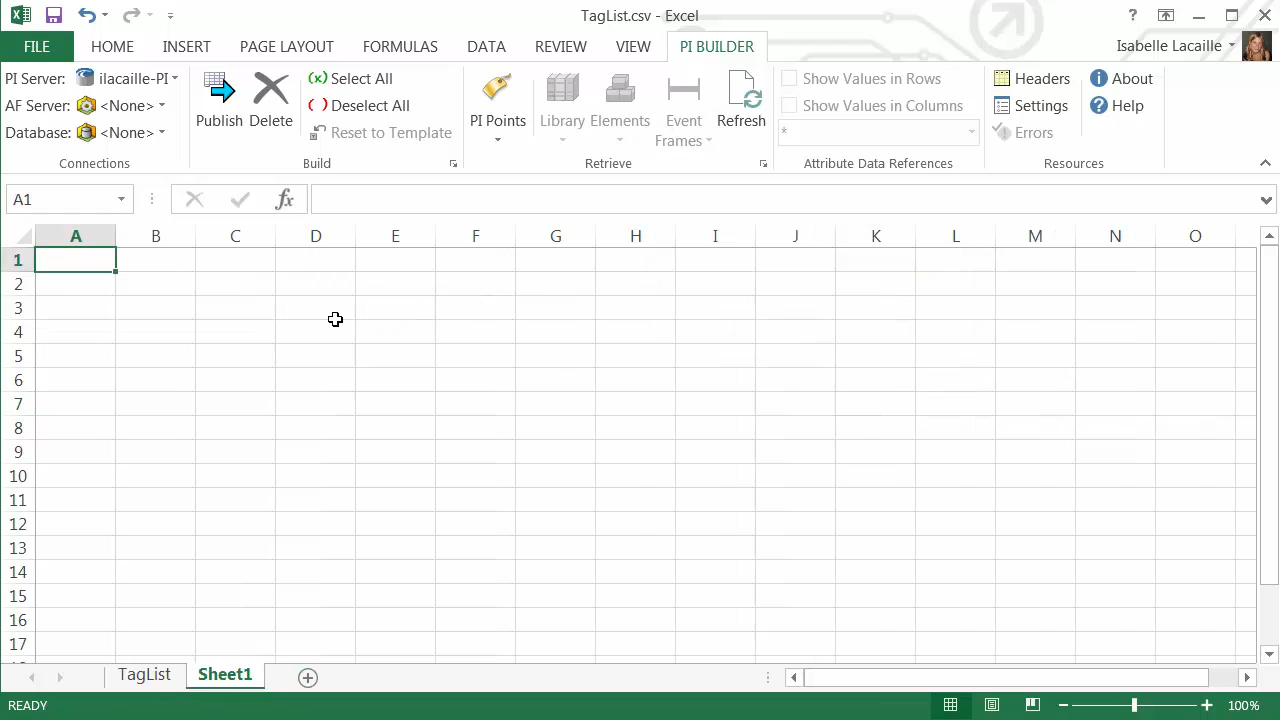 TagList.csv - Excel
?
FILE HOME INSERT PAGE LAYOUT FORMULAS DATA REVIEW VIEW PI BUILDER Isabelle Lacaille
PI Server: ilacaille-PI
AF Server: <None>
Database: <None>
Connections
Publish
Delete
(x) Select All
( ) Deselect All
Reset to Template
Build
PI Points
Library
Elements
Event
Frames
Refresh
Retrieve
Show Values in Rows
Show Values in Columns
*
Attribute Data References
Headers
Settings
Errors
About
Help
Resources
A1
fx
A B C D E F G H I J K L M N O
1
2
3
4
5
6
7
8
9
10
11
12
13
14
15
16
17
TagList Sheet1
READY 100%